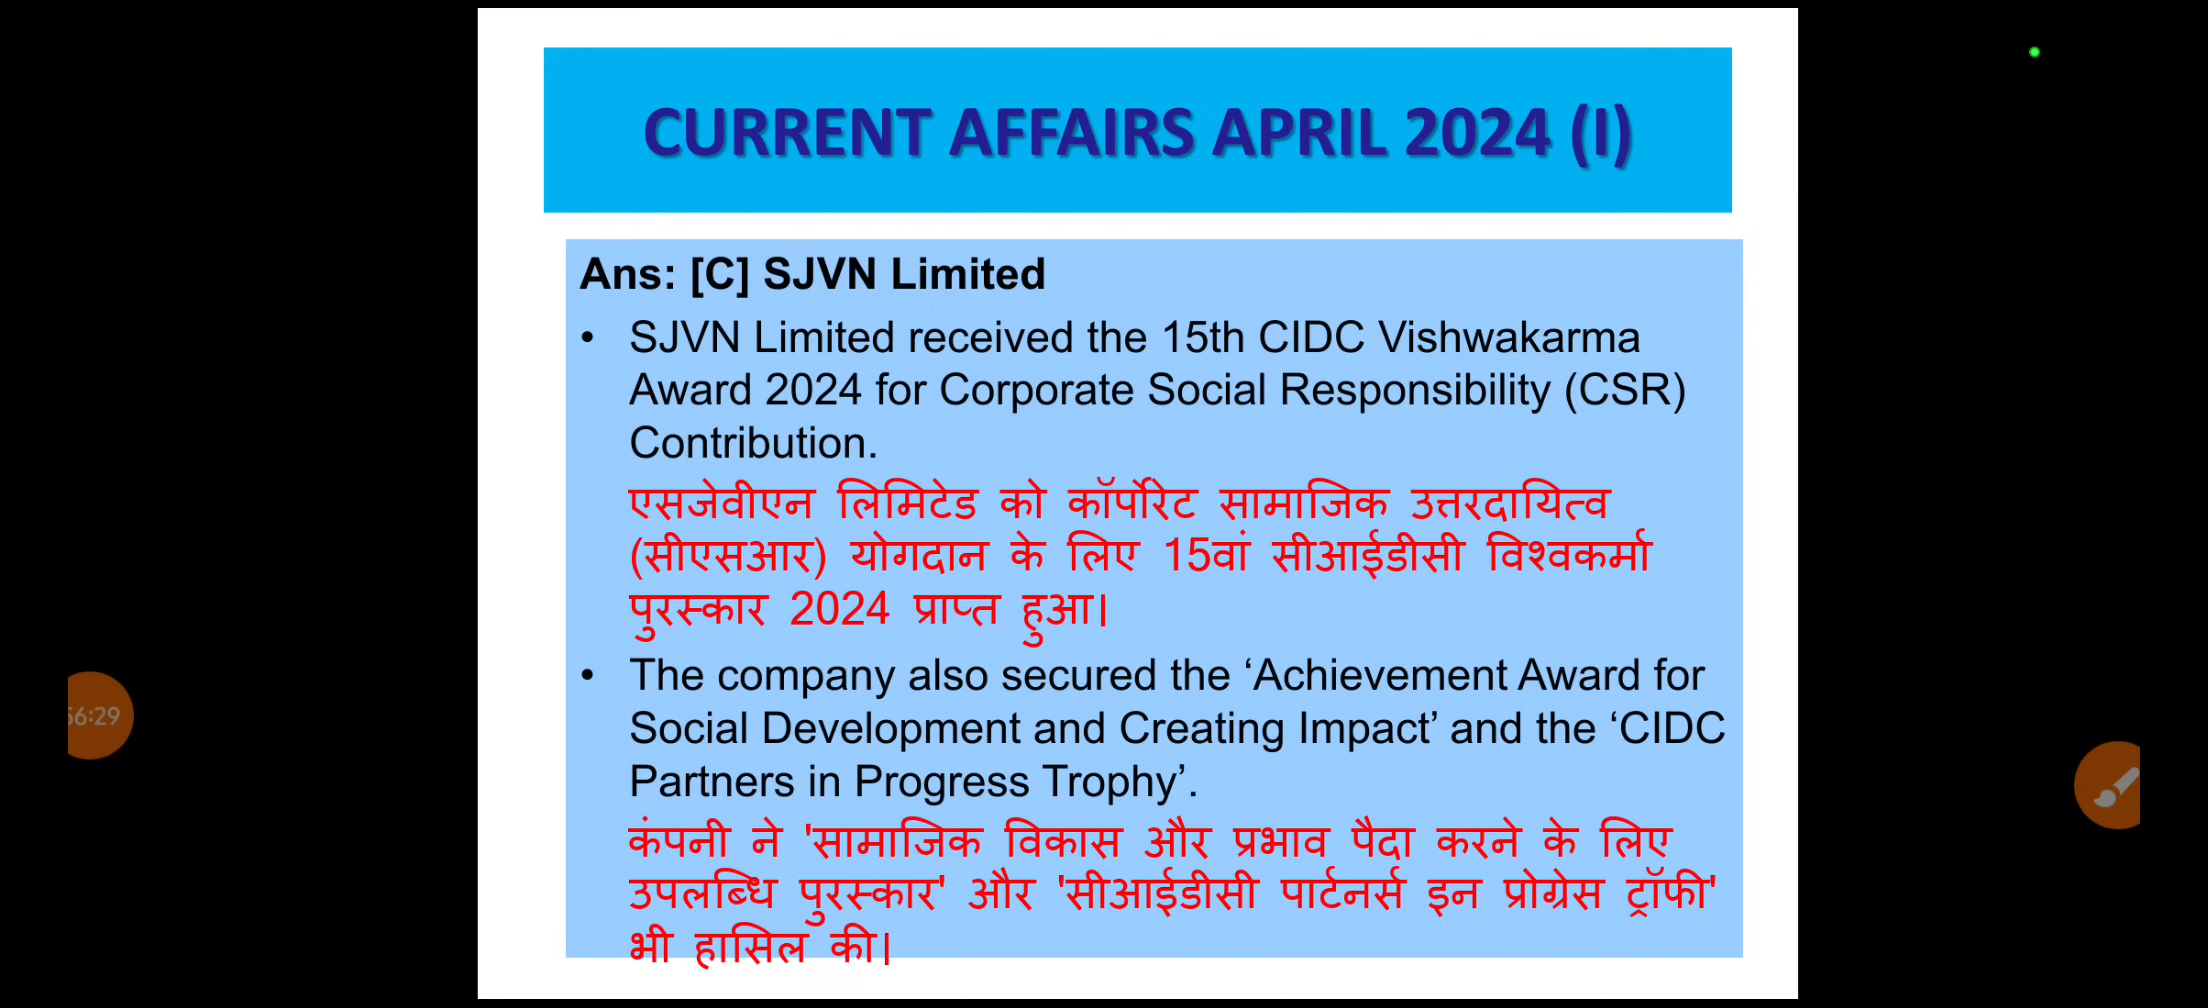 CURRENT AFFAIRS APRIL 2024 (I)
Ans: [C] SJVN Limited
• SJVN Limited received the 15th CIDC Vishwakarma
Award 2024 for Corporate Social Responsibility (CSR)
Contribution.
एसजेवीएन लिमिटेड को कॉर्पोरेट सामाजिक उत्तरदायित्व
(सीएसआर) योगदान के लिए 15वां सीआईडीसी विश्वकर्मा
पुरस्कार 2024 प्राप्त हुआ।
• The company also secured the ‘Achievement Award for
Social Development and Creating Impact’ and the ‘CIDC
Partners in Progress Trophy’.
कंपनी ने 'सामाजिक विकास और प्रभाव पैदा करने के लिए
उपलब्धि पुरस्कार' और 'सीआईडीसी पार्टनर्स इन प्रोग्रेस ट्रॉफी'
भी हासिल की।